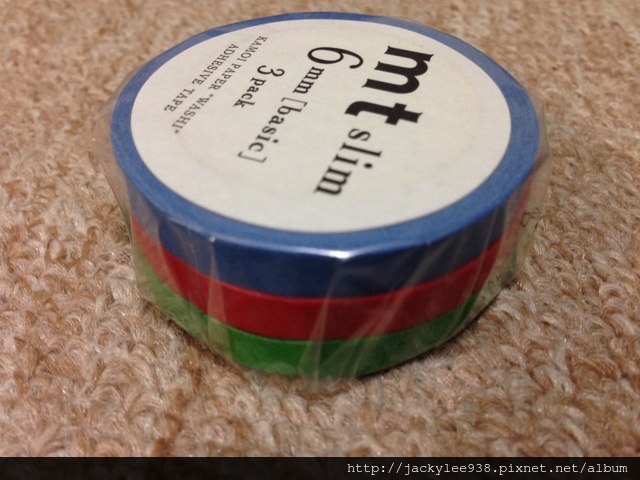 mt slim
6mm [basic]
3 pack
KAMOI PAPER "WASHI"
ADHESIVE TAPE
http://jackylee938.pixnet.net/album